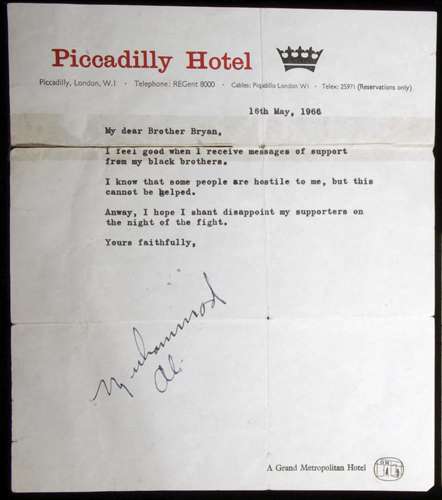 Piccadilly Hotel
Piccadilly, London, W.1 · Telephone: REGent 8000 · Cables: Piqudillo London W1 · Telex: 25971 (Reservations only)
16th May, 1966
My dear Brother Bryan,
I feel good when I receive messages of support
from my black brothers.
I know that some people are hostile to me, but this
cannot be helped.
Anway, I hope I shant disappoint my supporters on
the night of the fight.
Yours faithfully,
Muhammad
Ali
A Grand Metropolitan Hotel